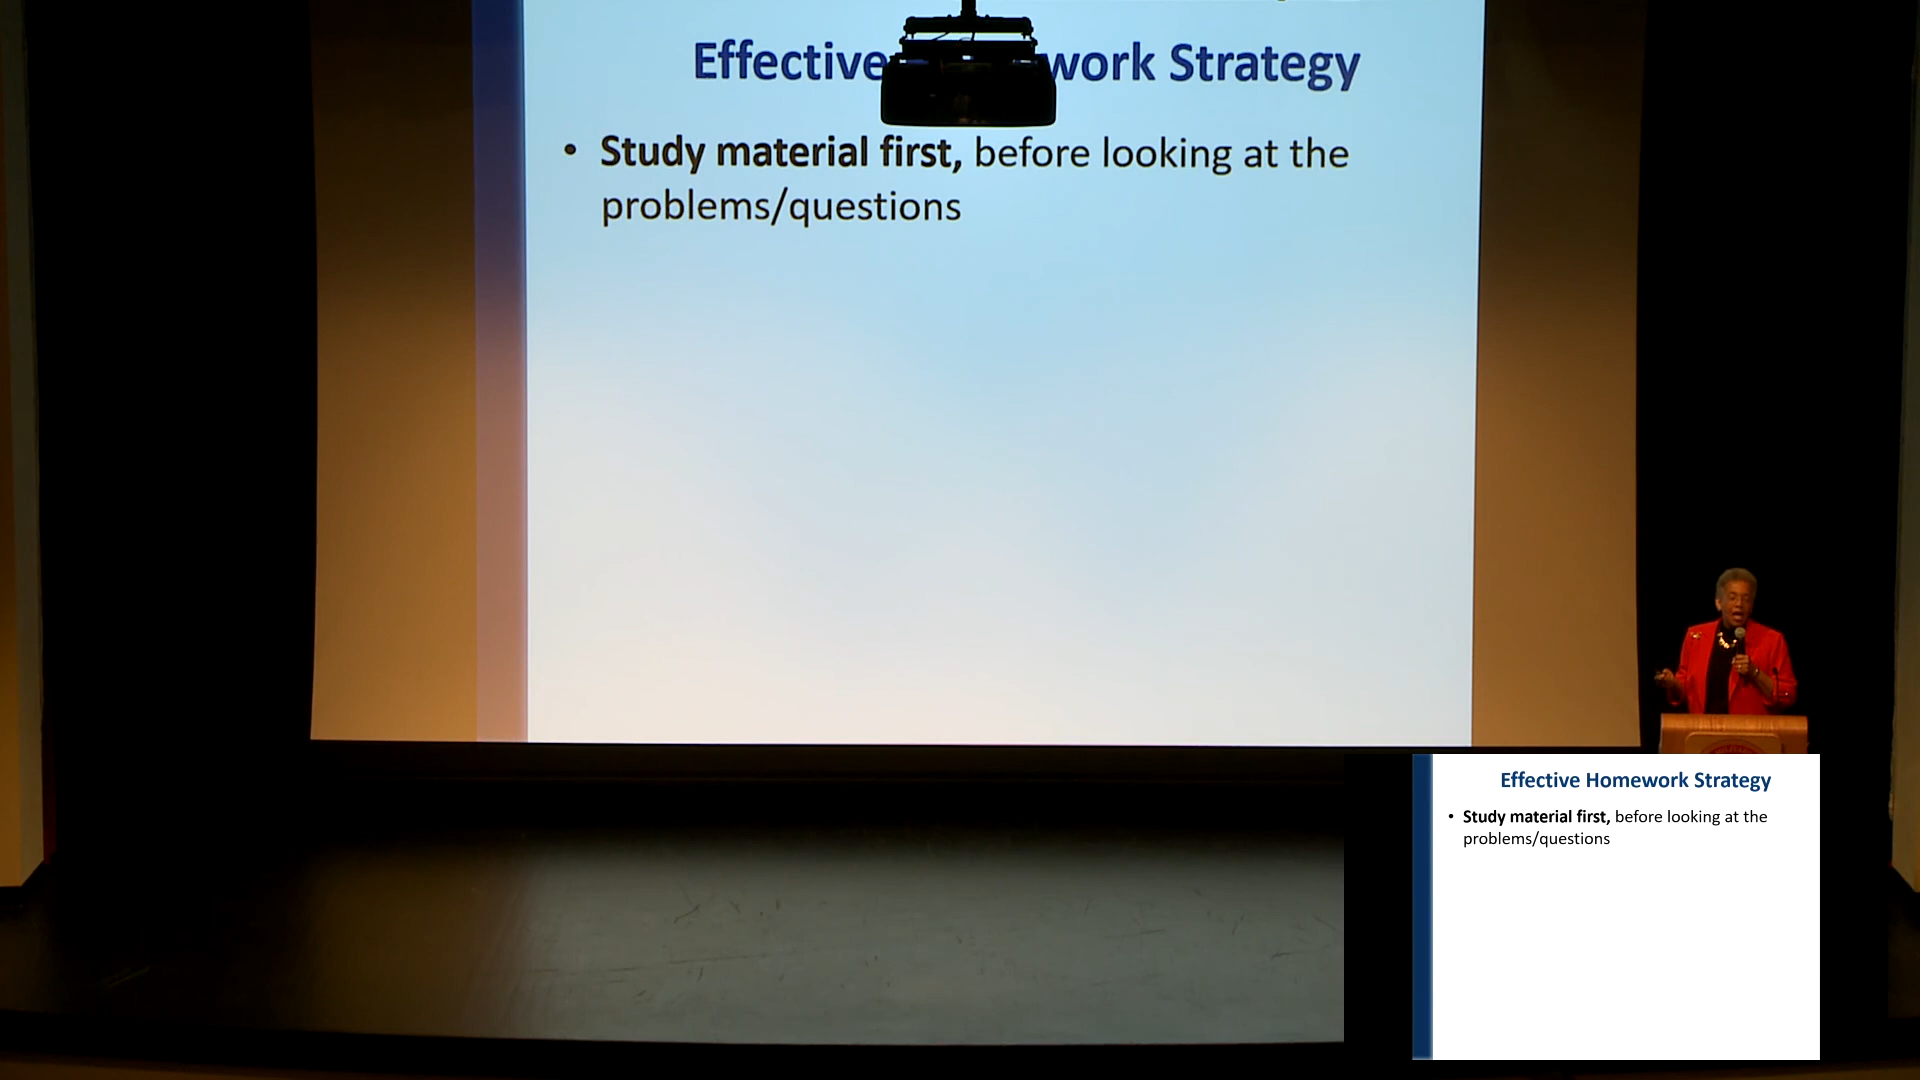 Effective work Strategy
• Study material first, before looking at the
problems/questions
Effective Homework Strategy
• Study material first, before looking at the
problems/questions